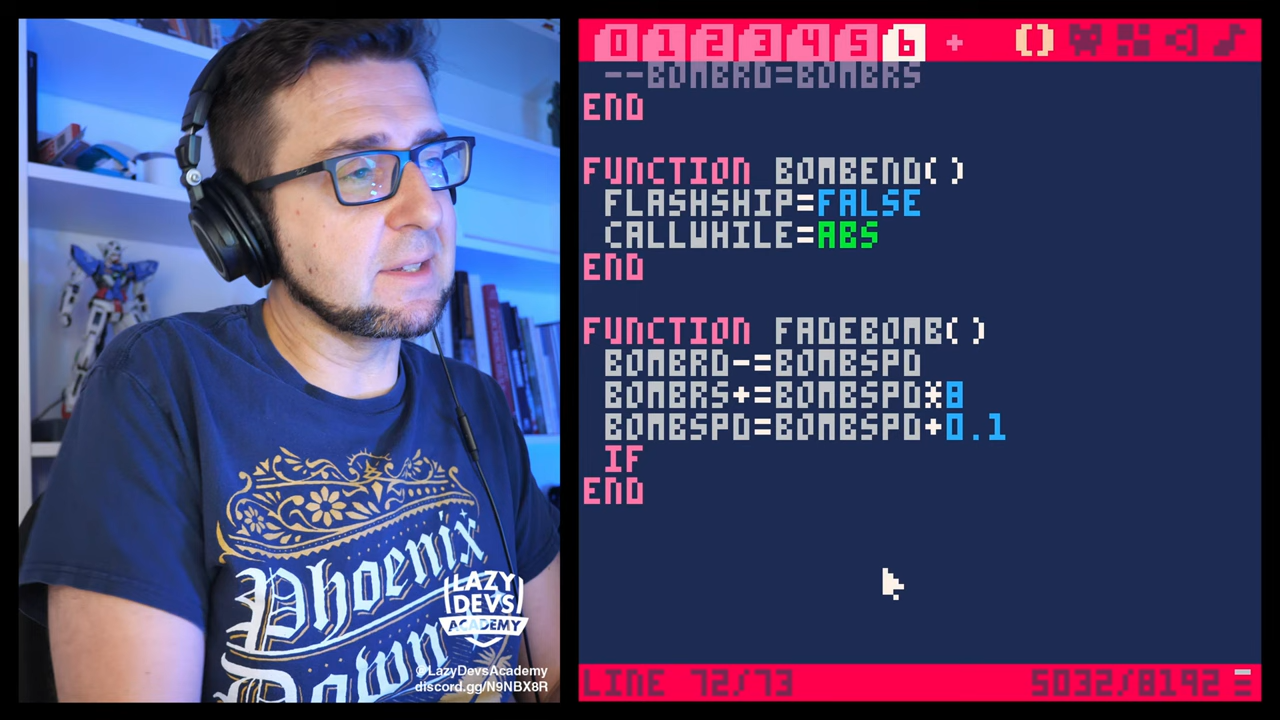 Phoenix
Down
LAZY
DEVS
ACADEMY
@LazyDevsAcademy
discord.gg/N9NBX8R
0 1 2 3 4 5 6 + ()
--BOMBRD=BOMBRS
END
FUNCTION BOMBEND()
FLASHSHIP=FALSE
CALLWHILE=ABS
END
FUNCTION FADEBOMB()
BOMBRD-=BOMBSPD
BOMBRS+=BOMBSPD*8
BOMBSPD=BOMBSPD+0.1
IF
END
LINE 72/73
5032/8192